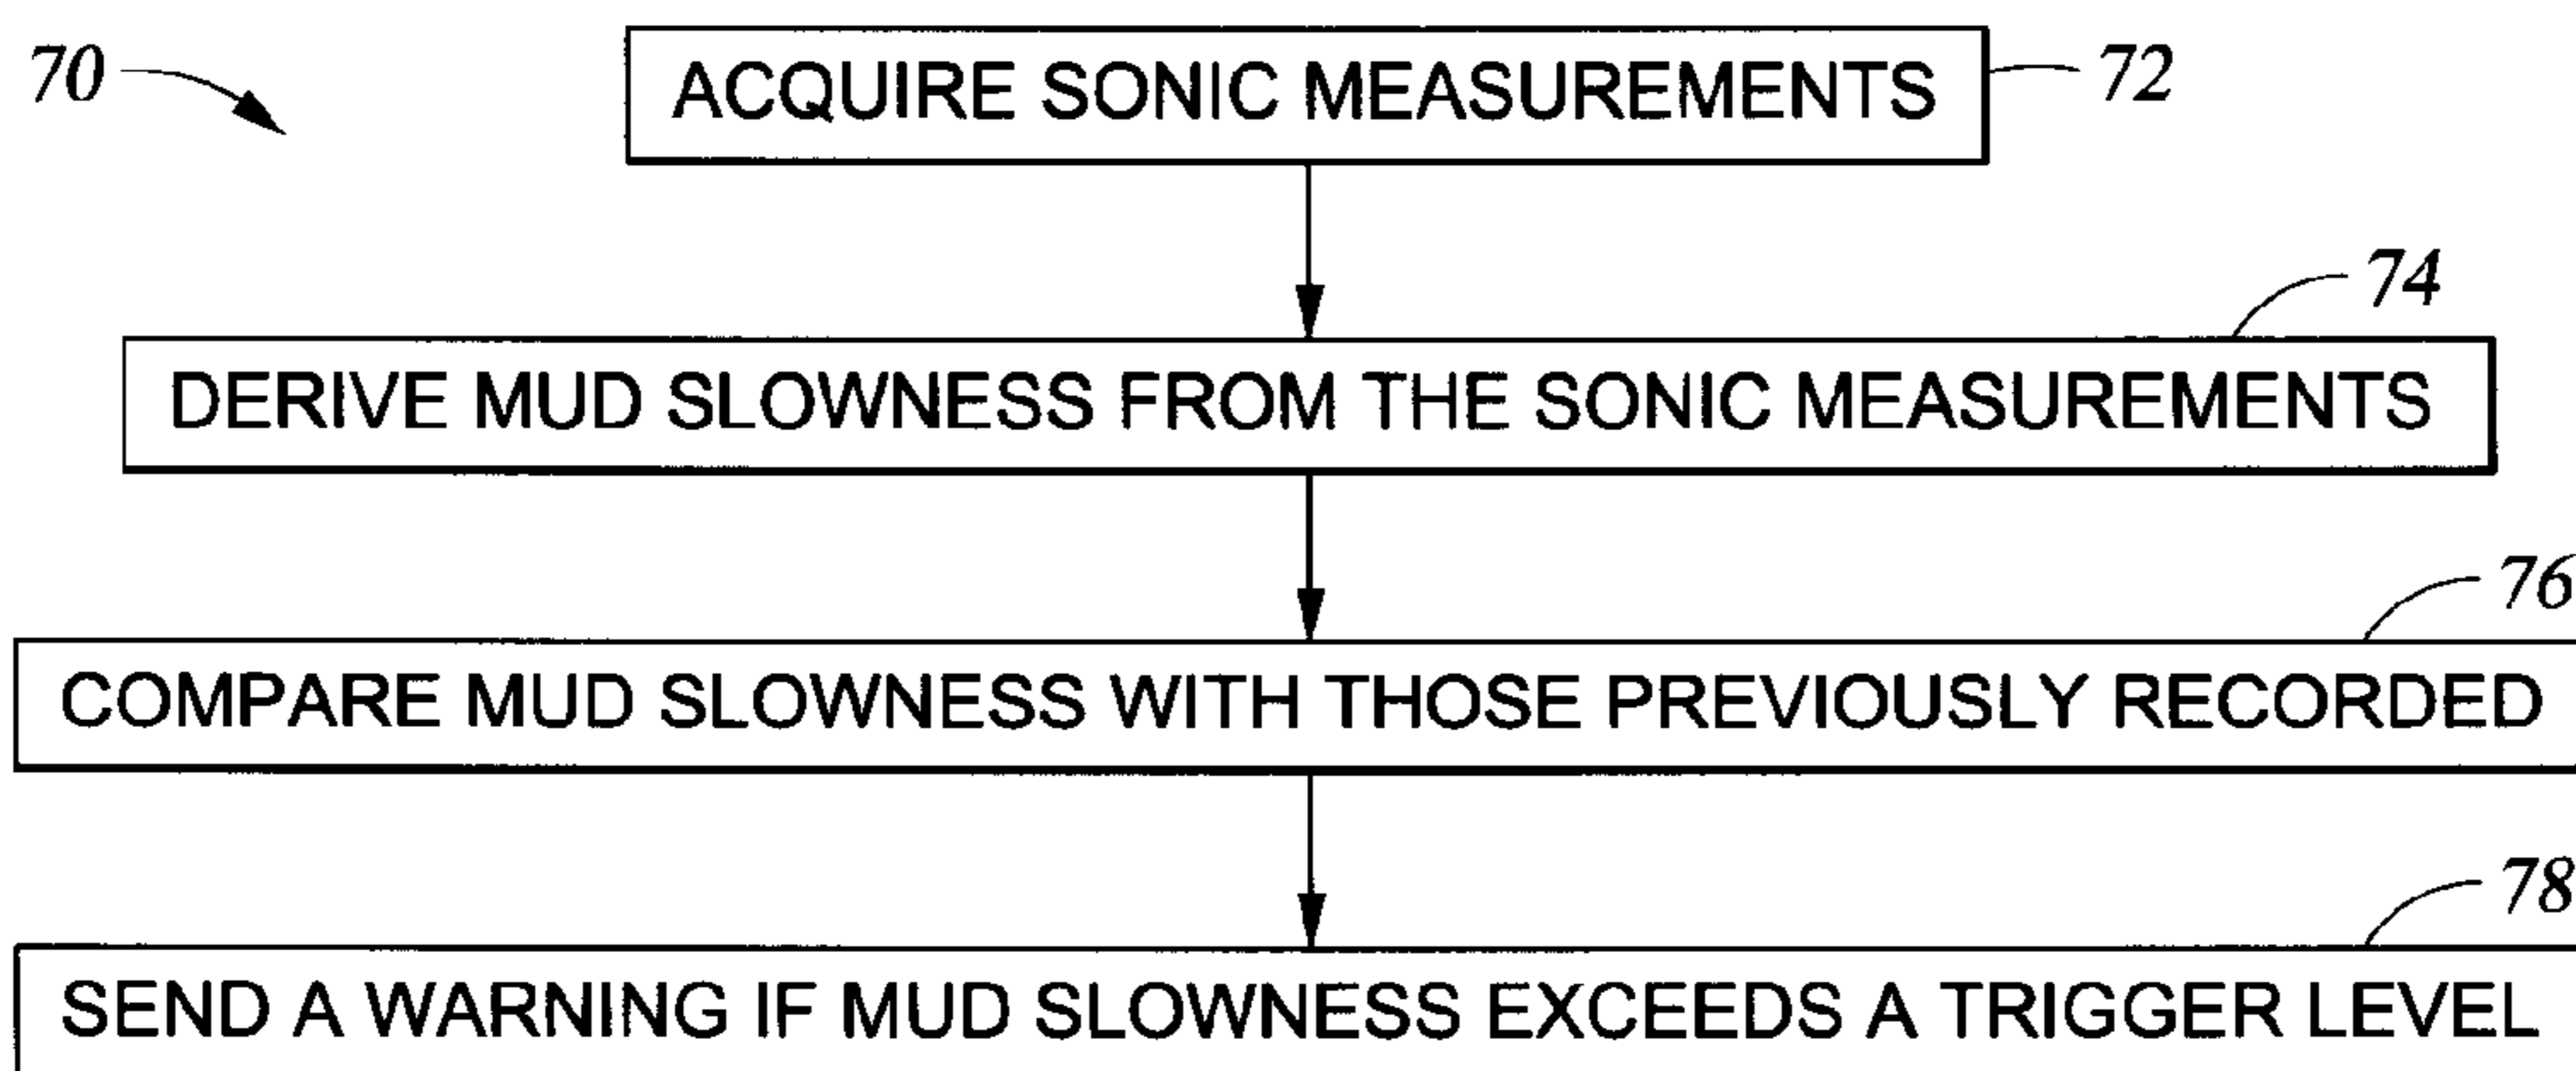 70
ACQUIRE SONIC MEASUREMENTS
72
74
DERIVE MUD SLOWNESS FROM THE SONIC MEASUREMENTS
76
COMPARE MUD SLOWNESS WITH THOSE PREVIOUSLY RECORDED
78
SEND A WARNING IF MUD SLOWNESS EXCEEDS A TRIGGER LEVEL